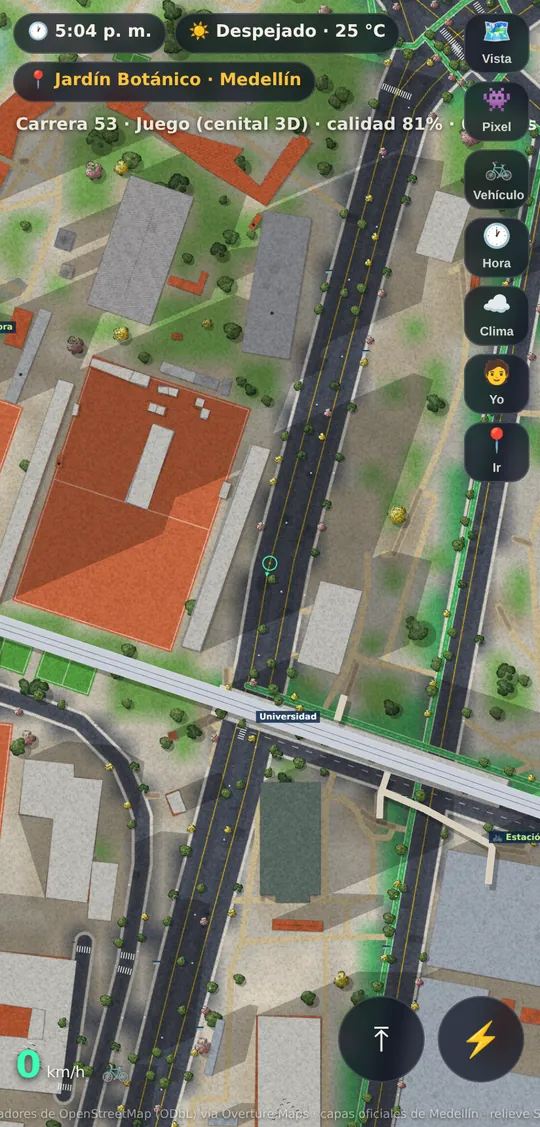 5:04 p. m.
Despejado · 25 °C
Jardín Botánico · Medellín
Carrera 53 · Juego (cenital 3D) · calidad 81% ·
Vista
Pixel
Vehículo
Hora
Clima
Yo
Ir
ora
Universidad
Estació
0 km/h
adores de OpenStreetMap (ODbL) vía Overture Maps · capas oficiales de Medellín · relieve S